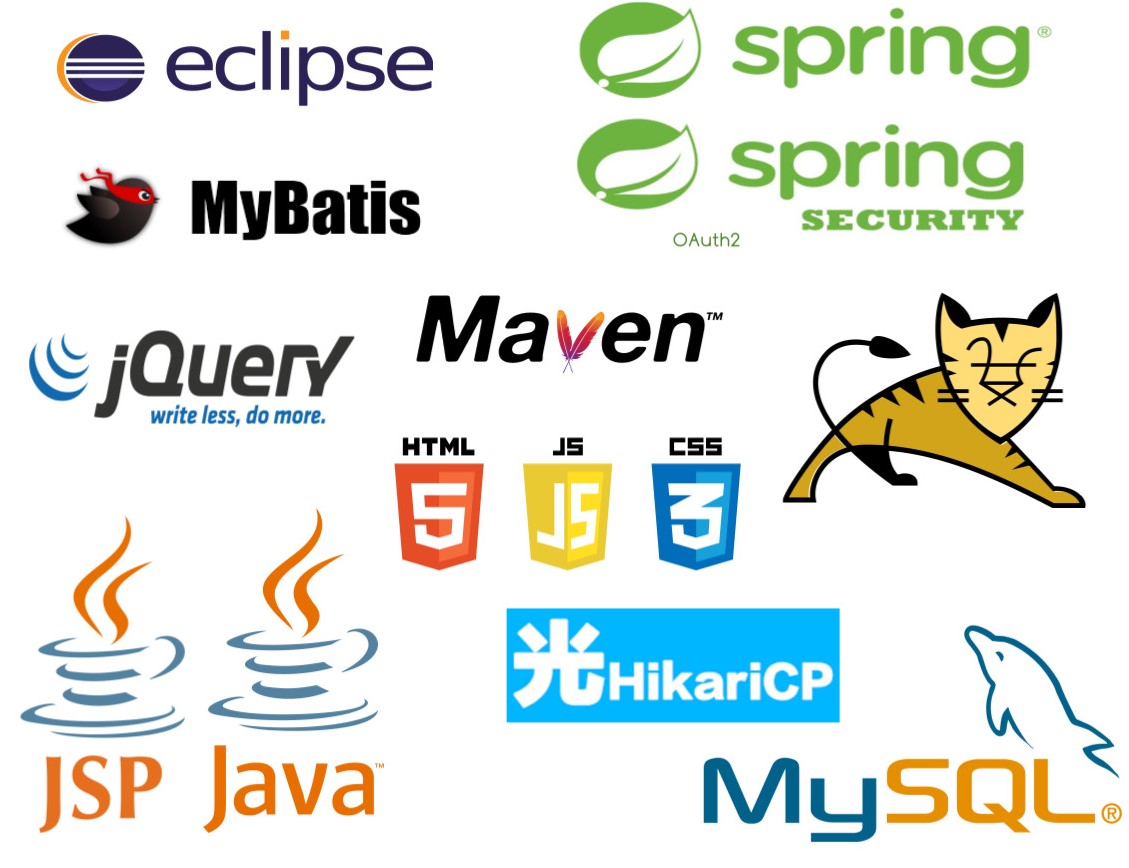 eclipse
spring®
spring
SECURITY
OAuth2
MyBatis
Maven™
jQuery
write less, do more.
HTML
JS
CSS
5
JS
3
光HikariCP
JSP
Java™
MySQL®